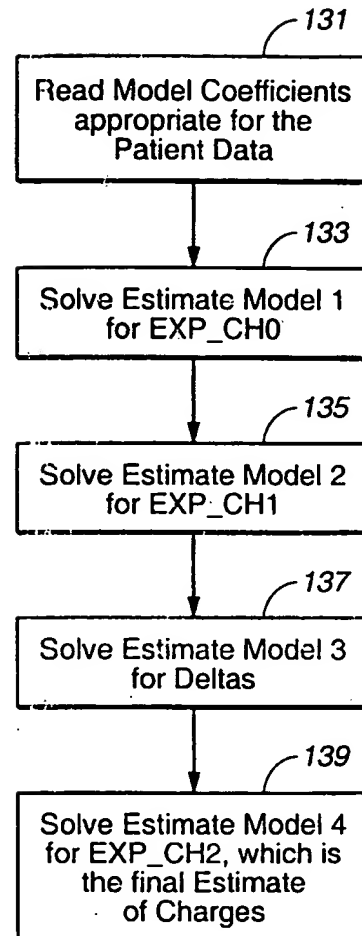 131
Read Model Coefficients
appropriate for the
Patient Data
133
Solve Estimate Model 1
for EXP_CH0
135
Solve Estimate Model 2
for EXP_CH1
137
Solve Estimate Model 3
for Deltas
139
Solve Estimate Model 4
for EXP_CH2, which is
the final Estimate
of Charges